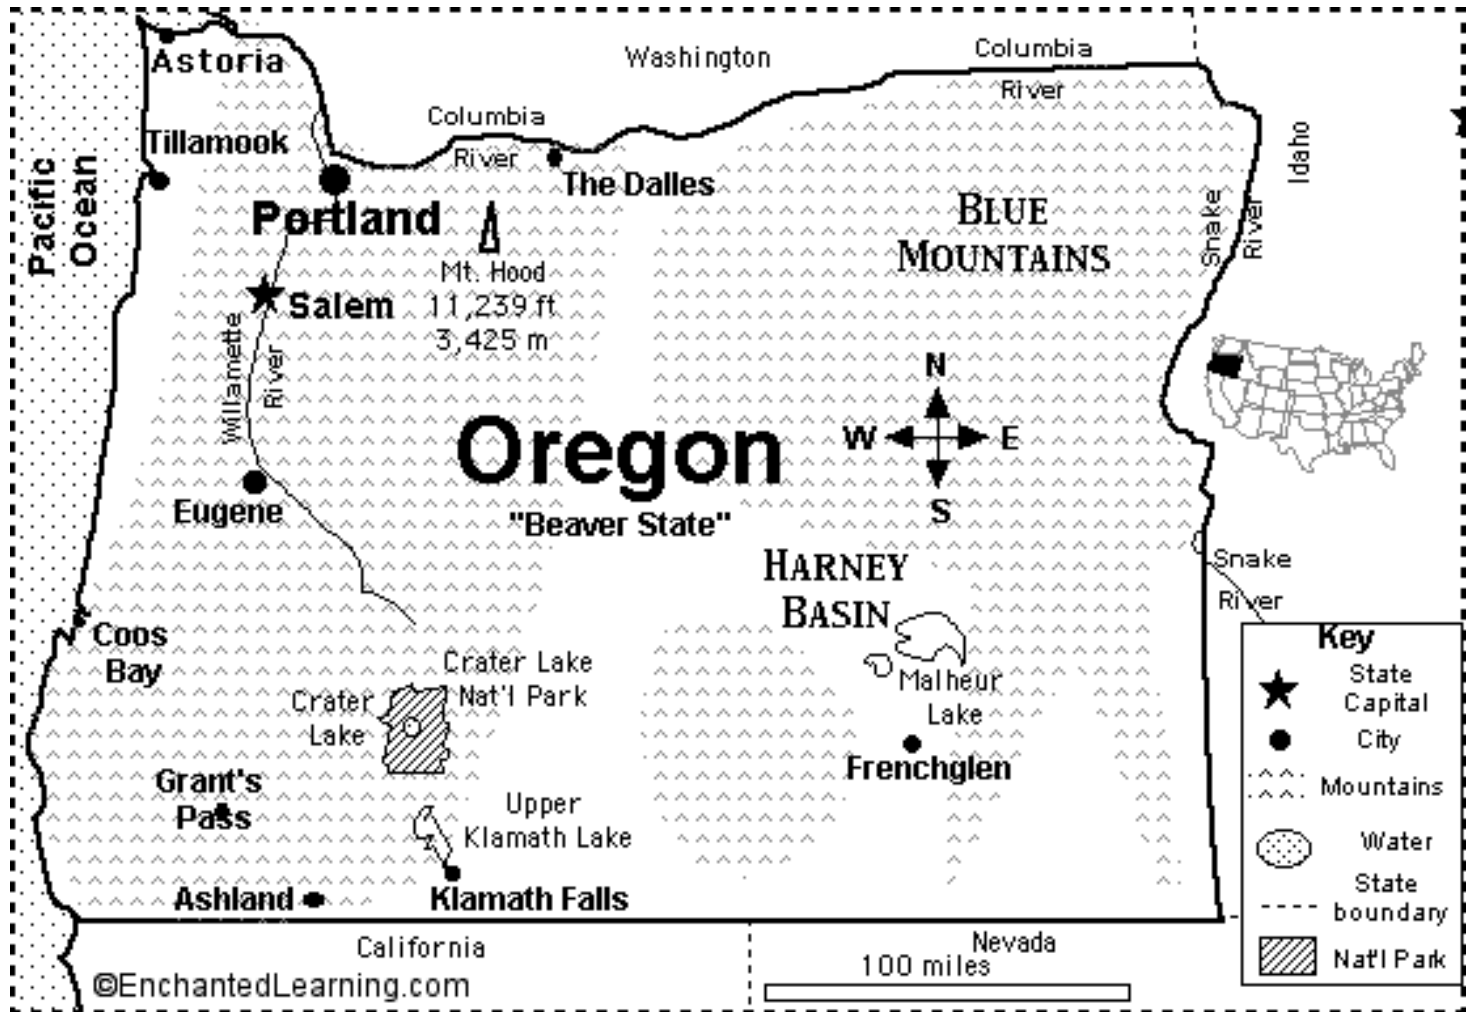 Astoria
Washington
Columbia
River
Columbia
River
Tillamook
The Dalles
Idaho
Pacific
Ocean
Portland
BLUE
MOUNTAINS
Snake
River
Mt. Hood
11,239 ft
3,425 m
Salem
Willamette
River
N
W
E
S
Oregon
"Beaver State"
Eugene
HARNEY
BASIN
Snake
River
Coos
Bay
Crater Lake
Nat'l Park
Crater
Lake
Malheur
Lake
Frenchglen
Grant's
Pass
Upper
Klamath Lake
Ashland
Klamath Falls
California
Nevada
100 miles
©EnchantedLearning.com
Key
State
Capital
City
Mountains
Water
State
boundary
Nat'l Park